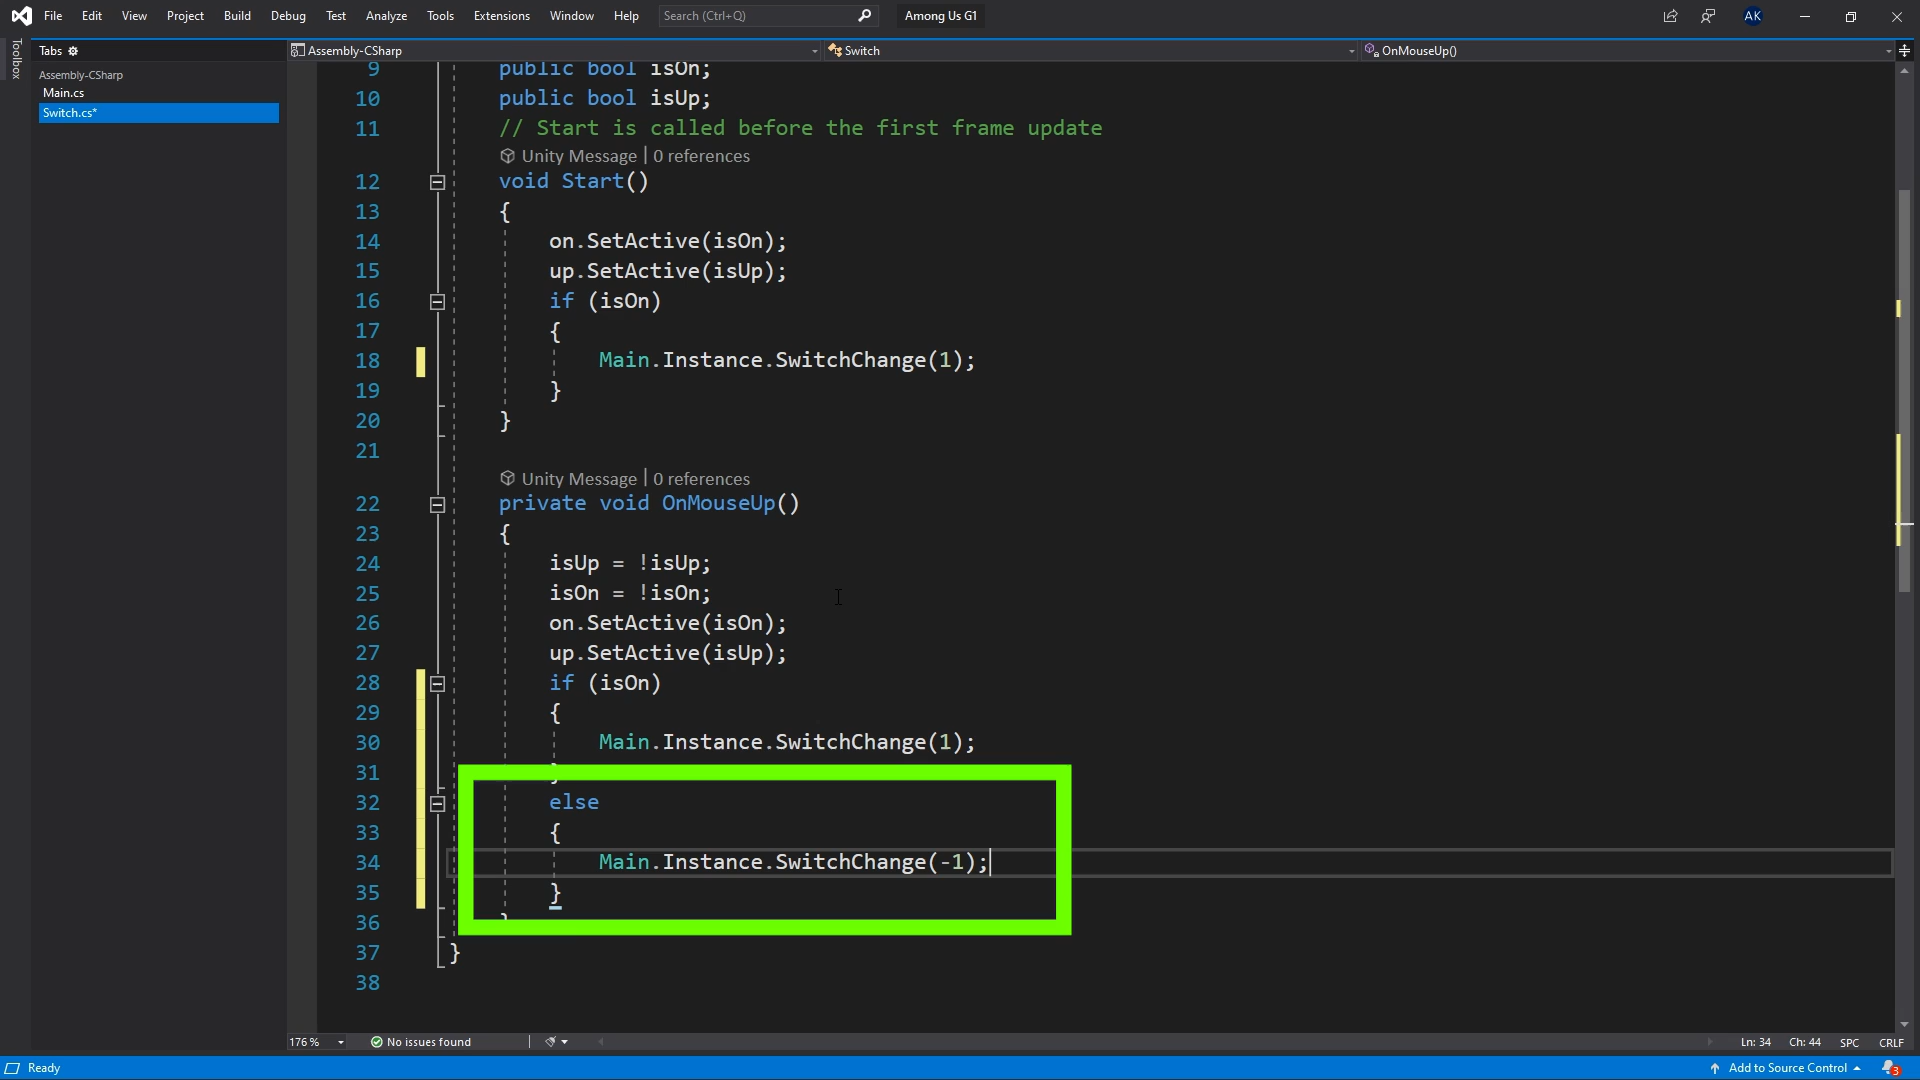 File Edit View Project Build Debug Test Analyze Tools Extensions Window Help Search (Ctrl+Q) Among Us G1 AK
Toolbox
Tabs
Assembly-CSharp
Main.cs
Switch.cs*
Assembly-CSharp Switch OnMouseUp()
9 public bool isOn;
10 public bool isUp;
11 // Start is called before the first frame update
Unity Message | 0 references
12 void Start()
13 {
14 on.SetActive(isOn);
15 up.SetActive(isUp);
16 if (isOn)
17 {
18 Main.Instance.SwitchChange(1);
19 }
20 }
21
Unity Message | 0 references
22 private void OnMouseUp()
23 {
24 isUp = !isUp;
25 isOn = !isOn;
26 on.SetActive(isOn);
27 up.SetActive(isUp);
28 if (isOn)
29 {
30 Main.Instance.SwitchChange(1);
31 }
32 else
33 {
34 Main.Instance.SwitchChange(-1);
35 }
36 }
37 }
38
176 % No issues found Ln: 34 Ch: 44 SPC CRLF
Ready Add to Source Control 3